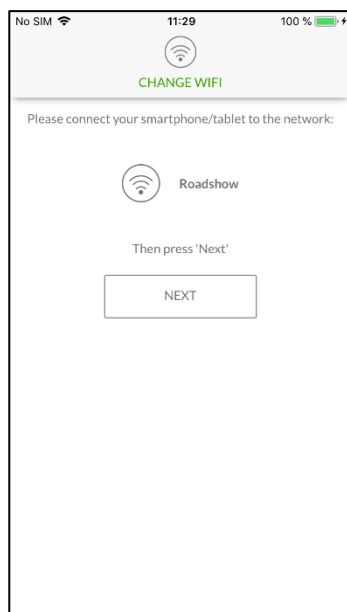 No SIM 11:29 100 %
CHANGE WIFI
Please connect your smartphone/tablet to the network:
Roadshow
Then press 'Next'
NEXT